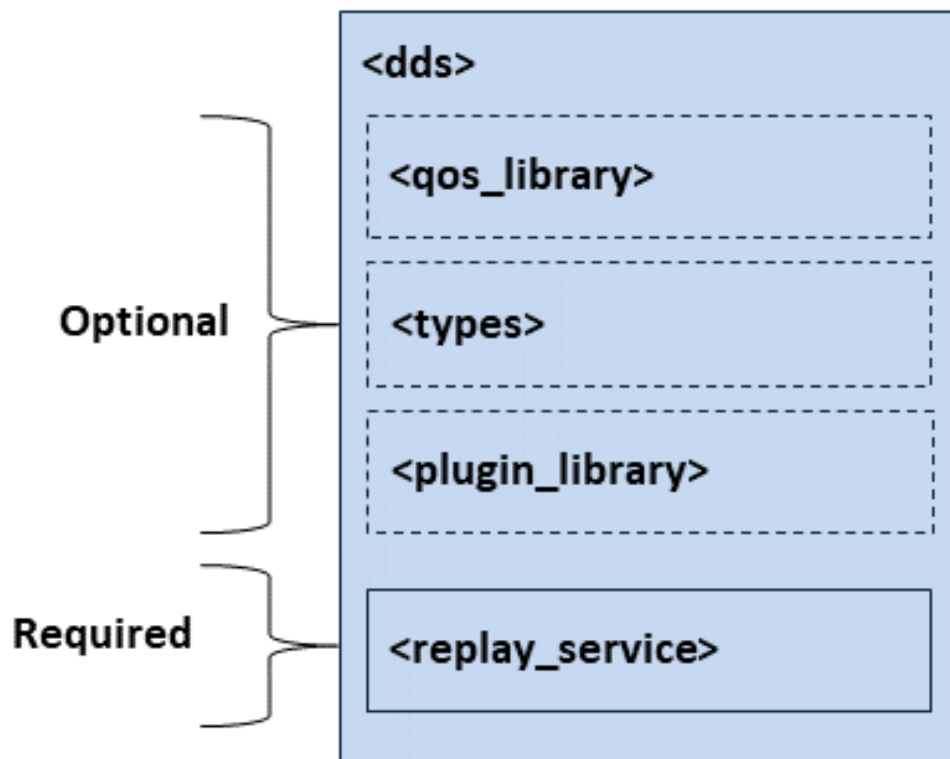 <dds>
<qos_library>
Optional
<types>
<plugin_library>
Required
<replay_service>